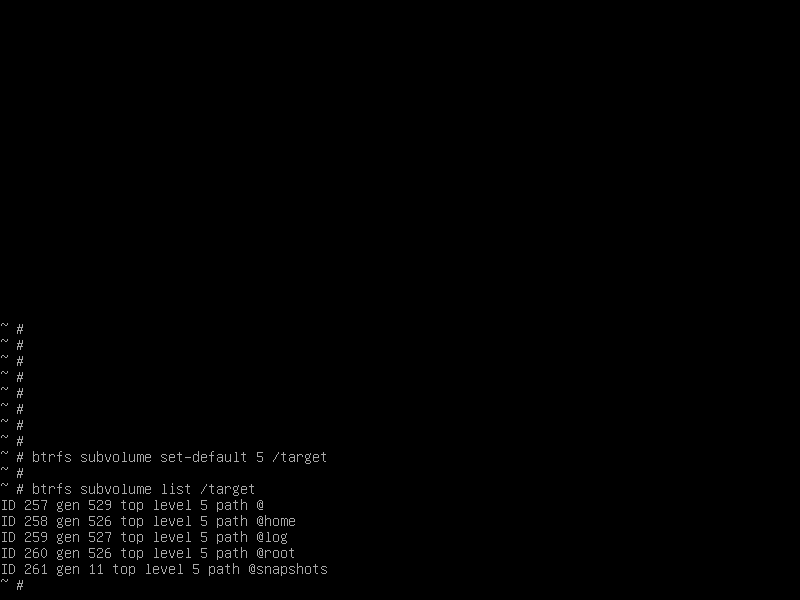 ~ #
~ #
~ #
~ #
~ #
~ #
~ #
~ #
~ # btrfs subvolume set-default 5 /target
~ #
~ # btrfs subvolume list /target
ID 257 gen 529 top level 5 path @
ID 258 gen 526 top level 5 path @home
ID 259 gen 527 top level 5 path @log
ID 260 gen 526 top level 5 path @root
ID 261 gen 11 top level 5 path @snapshots
~ #